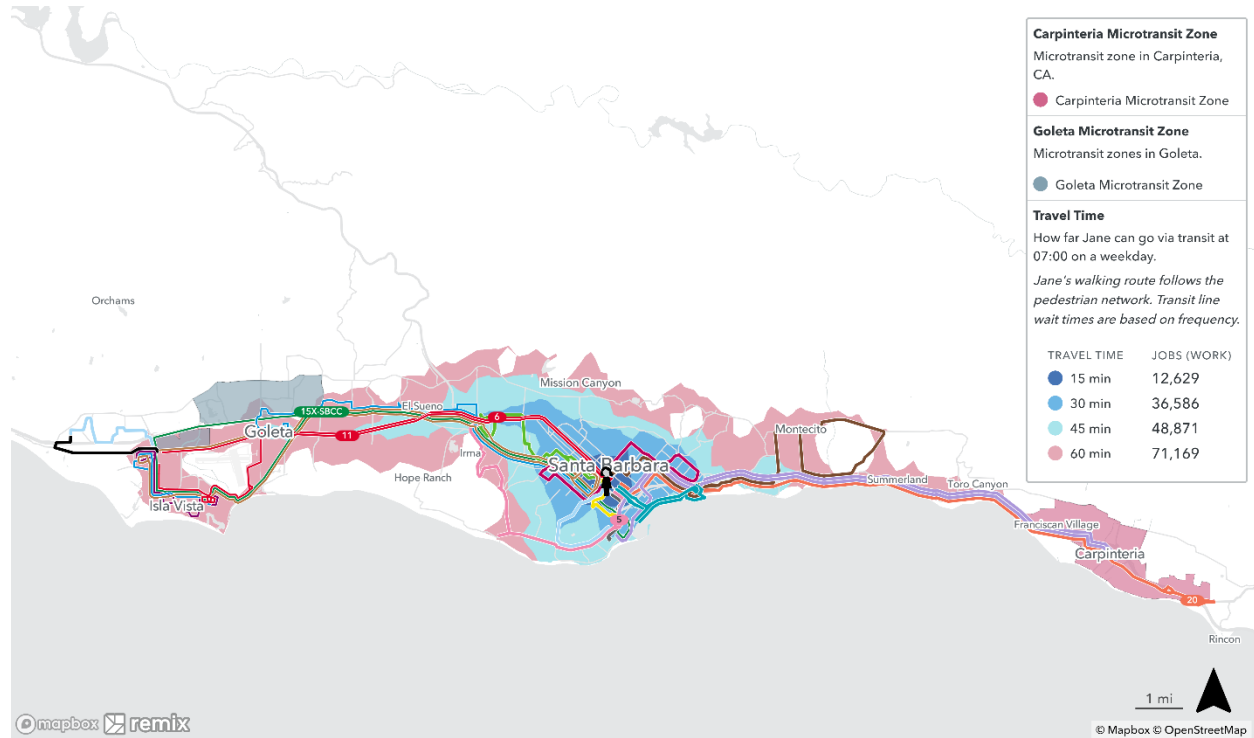 Carpinteria Microtransit Zone
Microtransit zone in Carpinteria,
CA.
Carpinteria Microtransit Zone
Goleta Microtransit Zone
Microtransit zones in Goleta.
Goleta Microtransit Zone
Travel Time
How far Jane can go via transit at
07:00 on a weekday.
Jane's walking route follows the
pedestrian network. Transit line
wait times are based on frequency.
TRAVEL TIME JOBS (WORK)
15 min 12,629
30 min 36,586
45 min 48,871
60 min 71,169
Orchams
Mission Canyon
El Sueno
15X-SBCC
6
Goleta
11
Montecito
Irma
Santa Barbara
Hope Ranch
Summerland
Toro Canyon
Isla Vista
5
Franciscan Village
Carpinteria
20
Rincon
1 mi
mapbox remix
© Mapbox © OpenStreetMap